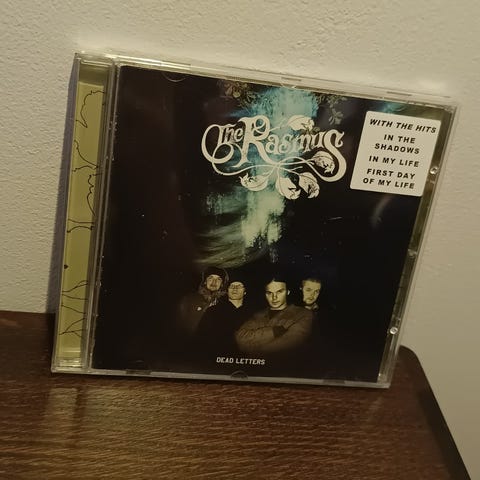 The Rasmus
WITH THE HITS
IN THE
SHADOWS
IN MY LIFE
FIRST DAY
OF MY LIFE
DEAD LETTERS